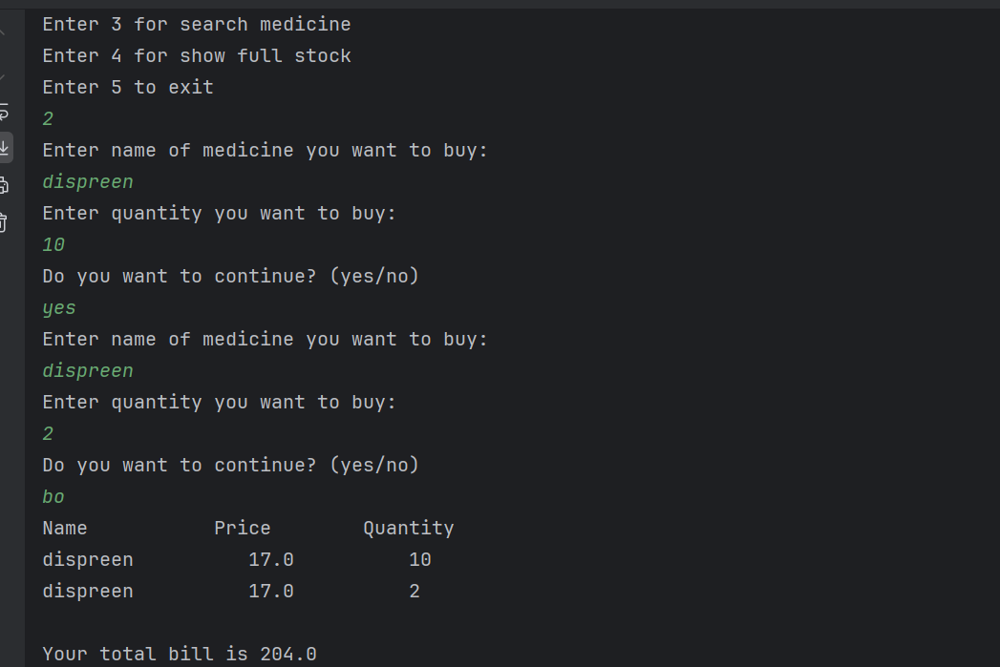 Enter 3 for search medicine
Enter 4 for show full stock
Enter 5 to exit
2
Enter name of medicine you want to buy:
dispreen
Enter quantity you want to buy:
10
Do you want to continue? (yes/no)
yes
Enter name of medicine you want to buy:
dispreen
Enter quantity you want to buy:
2
Do you want to continue? (yes/no)
bo
Name           Price        Quantity
dispreen          17.0          10
dispreen          17.0          2
Your total bill is 204.0